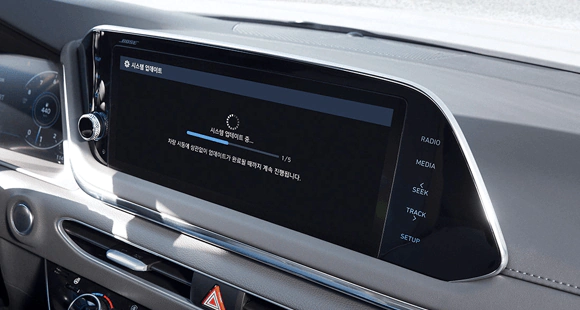 BOSE
시스템 업데이트
시스템 업데이트 중...
1/5
차량 시동에 상관없이 업데이트가 완료될 때까지 계속 진행됩니다.
RADIO
MEDIA
<
SEEK
TRACK
>
SETUP
440